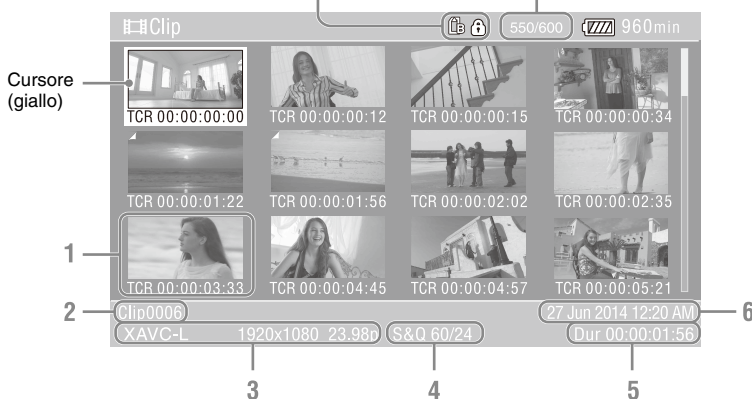 Clip
B
550/600
960min
Cursore
(giallo)
TCR 00:00:00:00
TCR 00:00:00:12
TCR 00:00:00:15
TCR 00:00:00:34
TCR 00:00:01:22
TCR 00:00:01:56
TCR 00:00:02:02
TCR 00:00:02:35
1
TCR 00:00:03:33
TCR 00:00:04:45
TCR 00:00:04:57
TCR 00:00:05:21
2
Clip0006
27 Jun 2014 12:20 AM
6
XAVC-L 1920x1080 23.98p S&Q 60/24 Dur 00:00:01:56
3 4 5